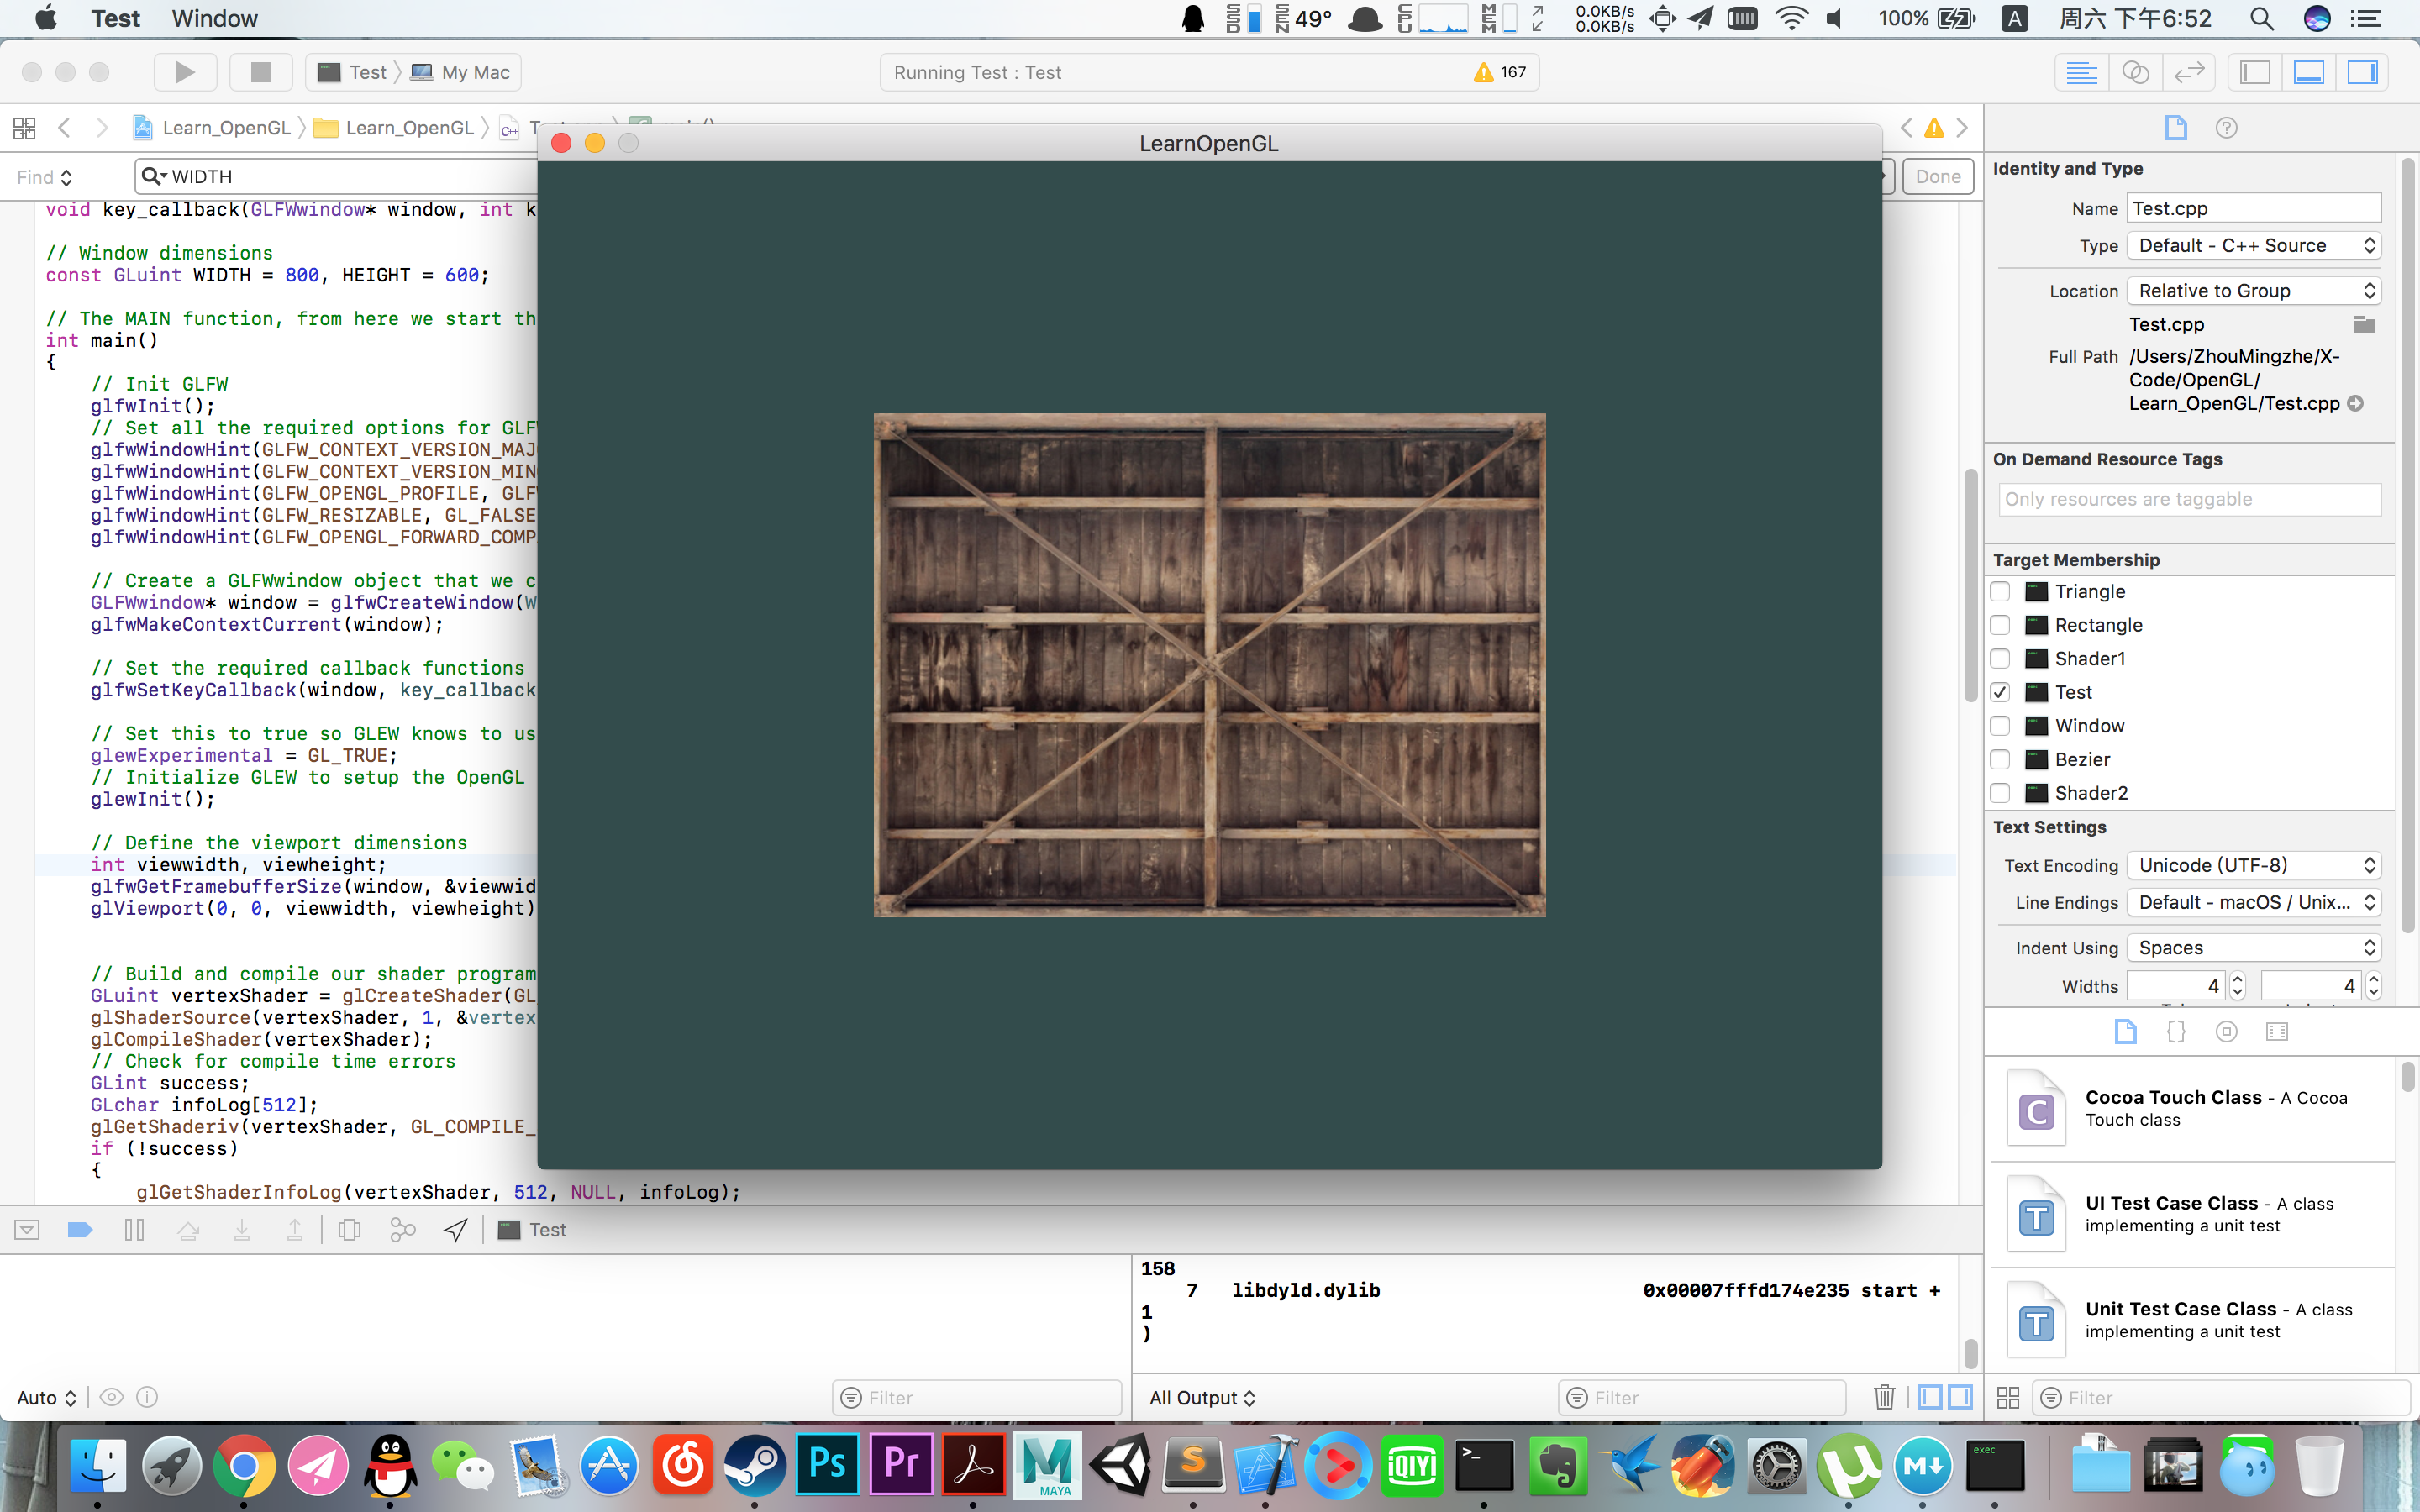 Test Window
SSD SEN 49° CPU MEM 0.0KB/s 0.0KB/s 100% A 周六 下午6:52
Test My Mac
Running Test : Test 167
Learn_OpenGL Learn_OpenGL
LearnOpenGL
Find WIDTH Done
void key_callback(GLFWwindow* window, int k
// Window dimensions
const GLuint WIDTH = 800, HEIGHT = 600;
// The MAIN function, from here we start th
int main()
{
// Init GLFW
glfwInit();
// Set all the required options for GLF
glfwWindowHint(GLFW_CONTEXT_VERSION_MAJ
glfwWindowHint(GLFW_CONTEXT_VERSION_MIN
glfwWindowHint(GLFW_OPENGL_PROFILE, GLF
glfwWindowHint(GLFW_RESIZABLE, GL_FALSE
glfwWindowHint(GLFW_OPENGL_FORWARD_COMP
// Create a GLFWwindow object that we c
GLFWwindow* window = glfwCreateWindow(W
glfwMakeContextCurrent(window);
// Set the required callback functions
glfwSetKeyCallback(window, key_callback
// Set this to true so GLEW knows to us
glewExperimental = GL_TRUE;
// Initialize GLEW to setup the OpenGL
glewInit();
// Define the viewport dimensions
int viewwidth, viewheight;
glfwGetFramebufferSize(window, &viewwid
glViewport(0, 0, viewwidth, viewheight)
// Build and compile our shader program
GLuint vertexShader = glCreateShader(GL
glShaderSource(vertexShader, 1, &vertex
glCompileShader(vertexShader);
// Check for compile time errors
GLint success;
GLchar infoLog[512];
glGetShaderiv(vertexShader, GL_COMPILE_
if (!success)
{
glGetShaderInfoLog(vertexShader, 512, NULL, infoLog);
Test
158
7 libdyld.dylib 0x00007fffd174e235 start +
1
)
Auto Filter
All Output Filter
Identity and Type
Name Test.cpp
Type Default - C++ Source
Location Relative to Group
Test.cpp
Full Path /Users/ZhouMingzhe/X-
Code/OpenGL/
Learn_OpenGL/Test.cpp
On Demand Resource Tags
Only resources are taggable
Target Membership
Triangle
Rectangle
Shader1
Test
Window
Bezier
Shader2
Text Settings
Text Encoding Unicode (UTF-8)
Line Endings Default - macOS / Unix...
Indent Using Spaces
Widths 4 4
C Cocoa Touch Class - A Cocoa
Touch class
T UI Test Case Class - A class
implementing a unit test
T Unit Test Case Class - A class
implementing a unit test
Filter
Ps Pr M MAYA S >_ iQIYI µ M exec